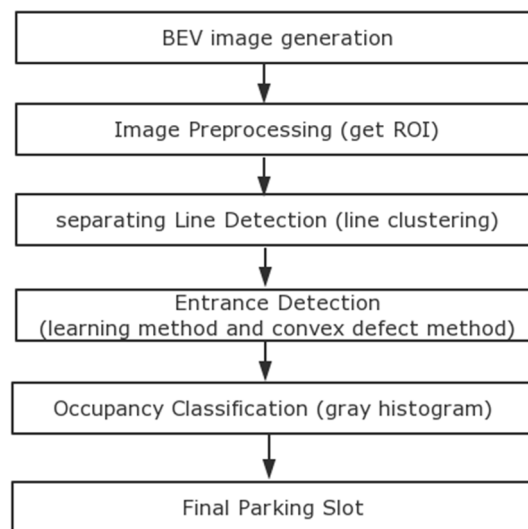 BEV image generation
Image Preprocessing (get ROI)
separating Line Detection (line clustering)
Entrance Detection
(learning method and convex defect method)
Occupancy Classification (gray histogram)
Final Parking Slot